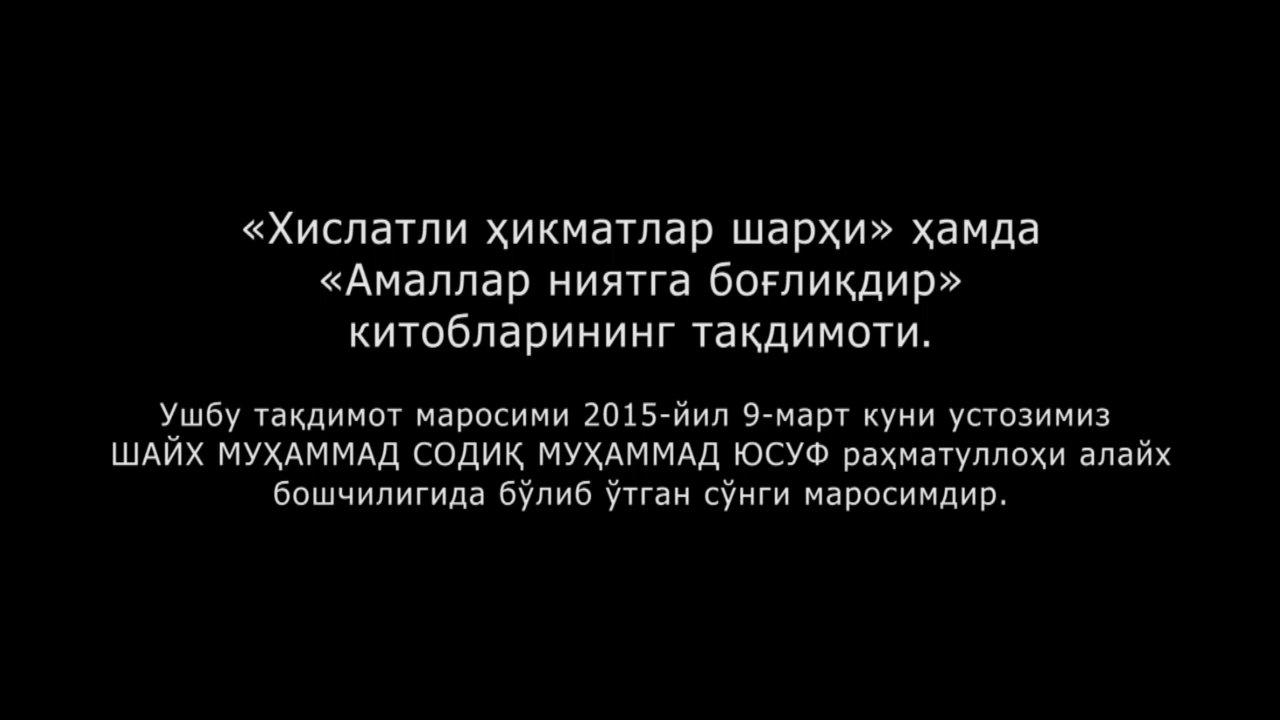 «Хислатли ҳикматлар шарҳи» ҳамда
«Амаллар ниятга боғлиқдир»
китобларининг тақдимоти.
Ушбу тақдимот маросими 2015-йил 9-март куни устозимиз
ШАЙХ МУҲАММАД СОДИҚ МУҲАММАД ЮСУФ раҳматуллоҳи алайх
бошчилигида бўлиб ўтган сўнги маросимдир.